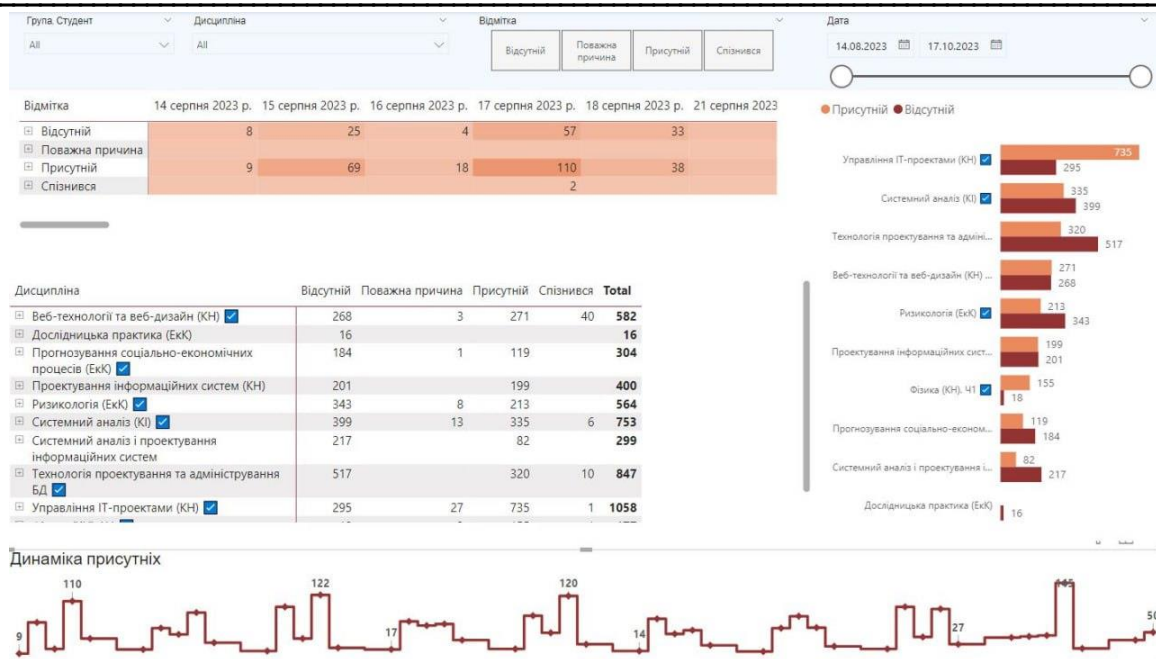 Група. Студент
Дисципліна
Відмітка
Дата
All
All
Відсутній
Поважна
причина
Присутній
Спізнився
14.08.2023
17.10.2023
Відмітка 14 серпня 2023 р. 15 серпня 2023 р. 16 серпня 2023 р. 17 серпня 2023 р. 18 серпня 2023 р. 21 серпня 2023
Відсутній 8 25 4 57 33
Поважна причина
Присутній 9 69 18 110 38
Спізнився 2
Присутній Відсутній
Управління ІТ-проектами (КН) 735
295
Системний аналіз (КІ) 335
399
Технологія проектування та адміні... 320
517
Веб-технології та веб-дизайн (КН) ... 271
268
Ризикологія (ЕкК) 213
343
Проектування інформаційних сист... 199
201
Фізика (КН). Ч1 155
18
Прогнозування соціально-економ... 119
184
Системний аналіз і проектування і... 82
217
Дослідницька практика (ЕкК) 16
Дисципліна Відсутній Поважна причина Присутній Спізнився Total
Веб-технології та веб-дизайн (КН) 268 3 271 40 582
Дослідницька практика (ЕкК) 16 16
Прогнозування соціально-економічних 184 1 119 304
процесів (ЕкК)
Проектування інформаційних систем (КН) 201 199 400
Ризикологія (ЕкК) 343 8 213 564
Системний аналіз (КІ) 399 13 335 6 753
Системний аналіз і проектування 217 82 299
інформаційних систем
Технологія проектування та адміністрування 517 320 10 847
БД
Управління ІТ-проектами (КН) 295 27 735 1 1058
Динаміка присутніх
9 110 122 17 120 14 27 50